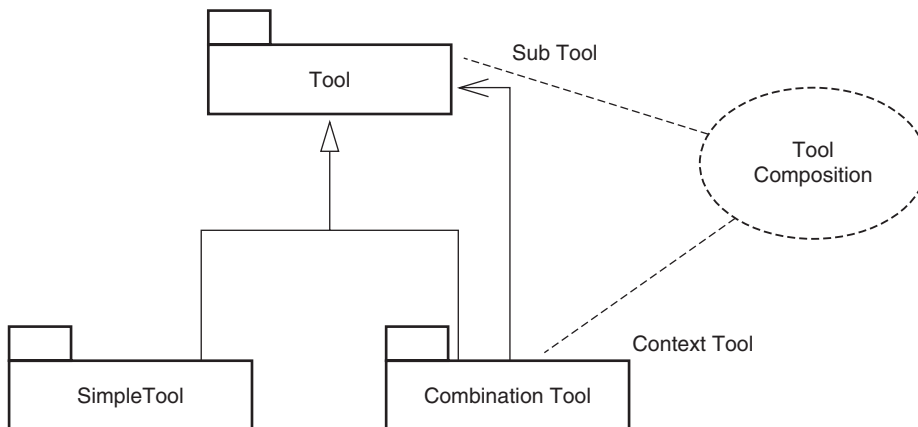 Sub Tool
Tool
Tool
Composition
Context Tool
SimpleTool
Combination Tool